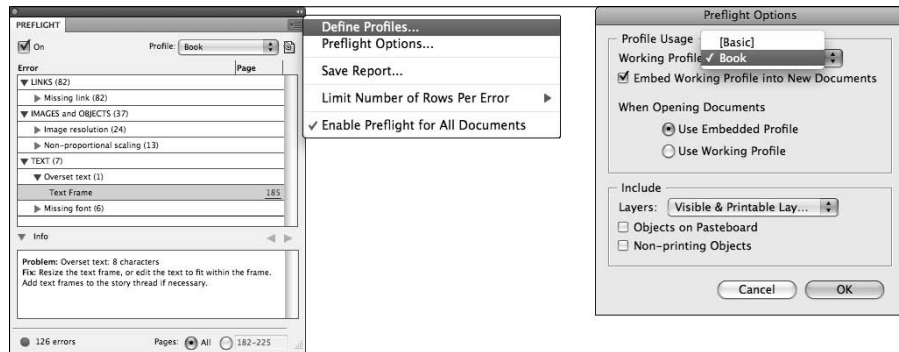 PREFLIGHT
On
Profile: Book
Error Page
LINKS (82)
Missing link (82)
IMAGES and OBJECTS (37)
Image resolution (24)
Non-proportional scaling (13)
TEXT (7)
Overset text (1)
Text Frame 185
Missing font (6)
Info
Problem: Overset text: 8 characters
Fix: Resize the text frame, or edit the text to fit within the frame.
Add text frames to the story thread if necessary.
126 errors
Pages: All 182-225
Define Profiles...
Preflight Options...
Save Report...
Limit Number of Rows Per Error
Enable Preflight for All Documents
Preflight Options
Profile Usage
[Basic]
Working Profile Book
Embed Working Profile into New Documents
When Opening Documents
Use Embedded Profile
Use Working Profile
Include
Layers: Visible & Printable Lay...
Objects on Pasteboard
Non-printing Objects
Cancel OK